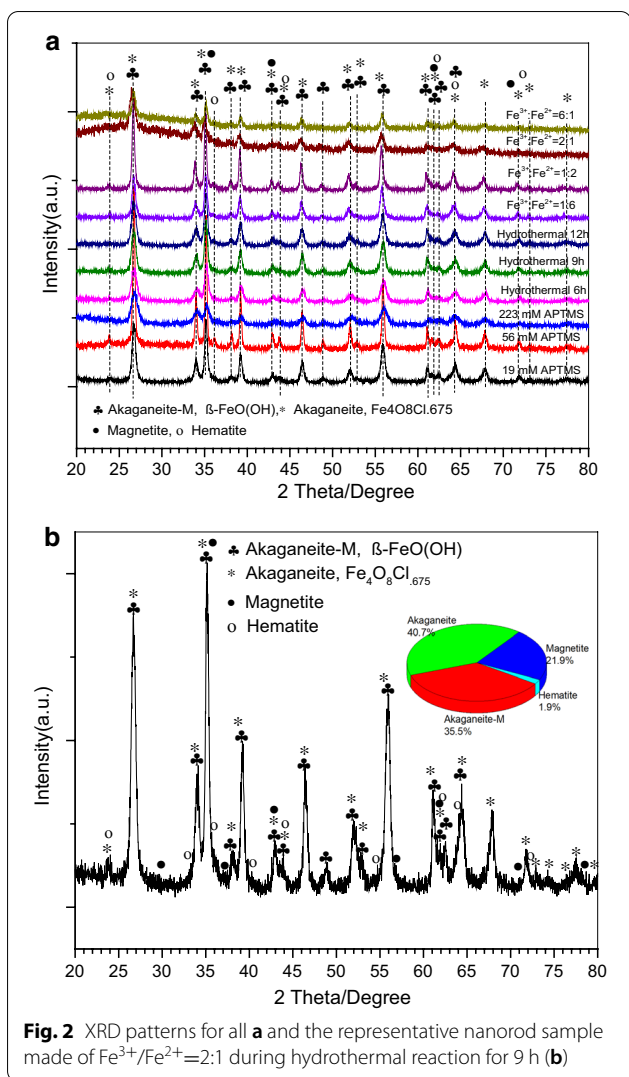 a
Intensity(a.u.)
Fe³⁺:Fe²⁺=6:1
Fe³⁺:Fe²⁺=2:1
Fe³⁺:Fe²⁺=1:2
Fe³⁺:Fe²⁺=1:6
Hydrothermal 12h
Hydrothermal 9h
Hydrothermal 6h
223 mM APTMS
56 mM APTMS
19 mM APTMS
♣ Akaganeite-M, ß-FeO(OH),* Akaganeite, Fe4O8Cl.675
● Magnetite, o Hematite
20 25 30 35 40 45 50 55 60 65 70 75 80
2 Theta/Degree
b
Intensity(a.u.)
♣ Akaganeite-M, ß-FeO(OH)
* Akaganeite, Fe₄O₈Cl.₆₇₅
● Magnetite
o Hematite
Akaganeite
40.7%
Magnetite
21.9%
Hematite
1.9%
Akaganeite-M
35.5%
20 25 30 35 40 45 50 55 60 65 70 75 80
2 Theta/Degree
Fig. 2 XRD patterns for all a and the representative nanorod sample
made of Fe³⁺/Fe²⁺=2:1 during hydrothermal reaction for 9 h (b)